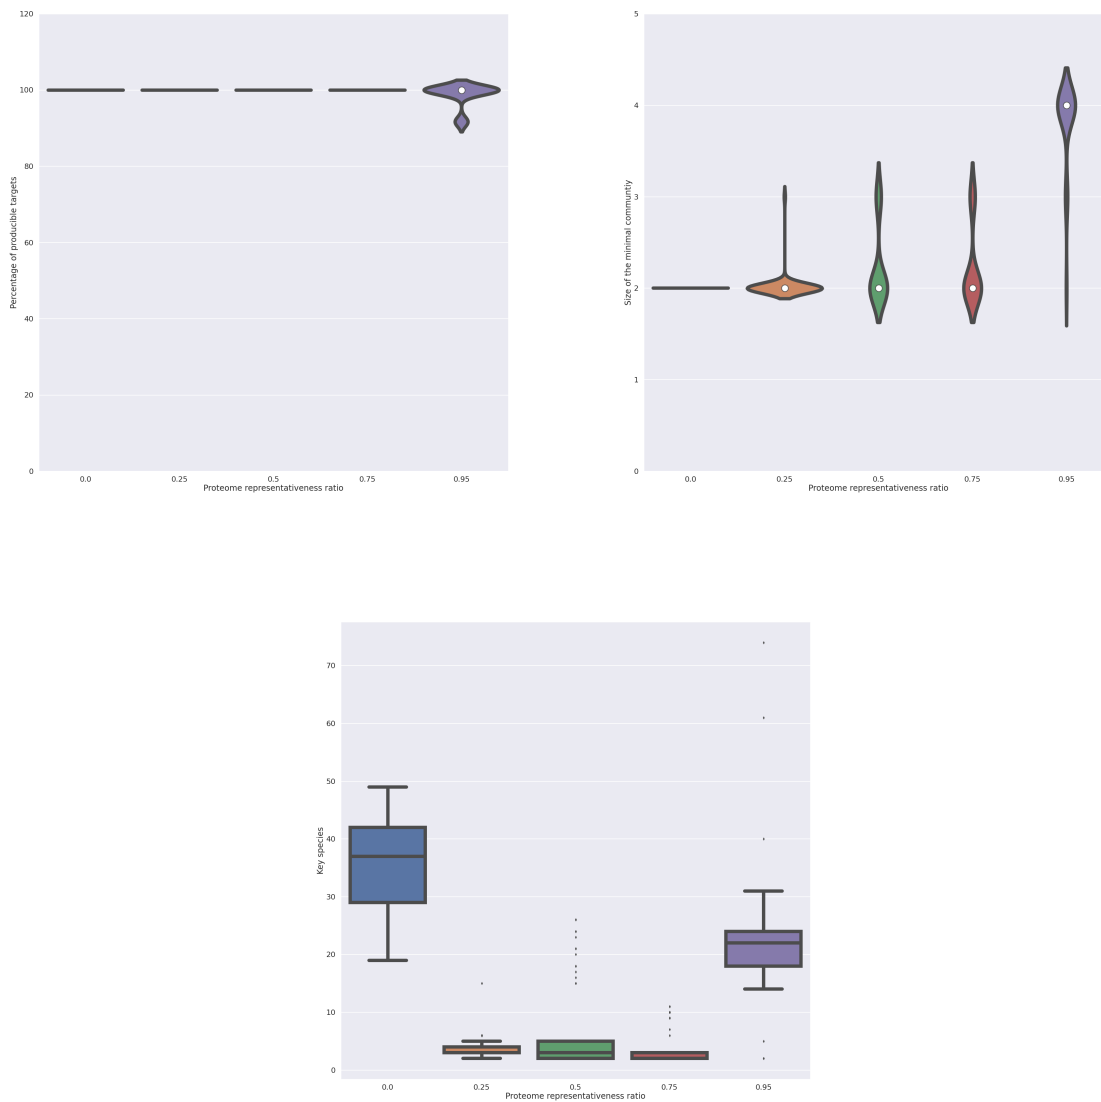 120
100
80
60
40
20
0
Percentage of producible targets
0.0 0.25 0.5 0.75 0.95
Proteome representativeness ratio
5
4
3
2
1
0
Size of the minimal communtiy
0.0 0.25 0.5 0.75 0.95
Proteome representativeness ratio
70
60
50
40
30
20
10
0
Key species
0.0 0.25 0.5 0.75 0.95
Proteome representativeness ratio